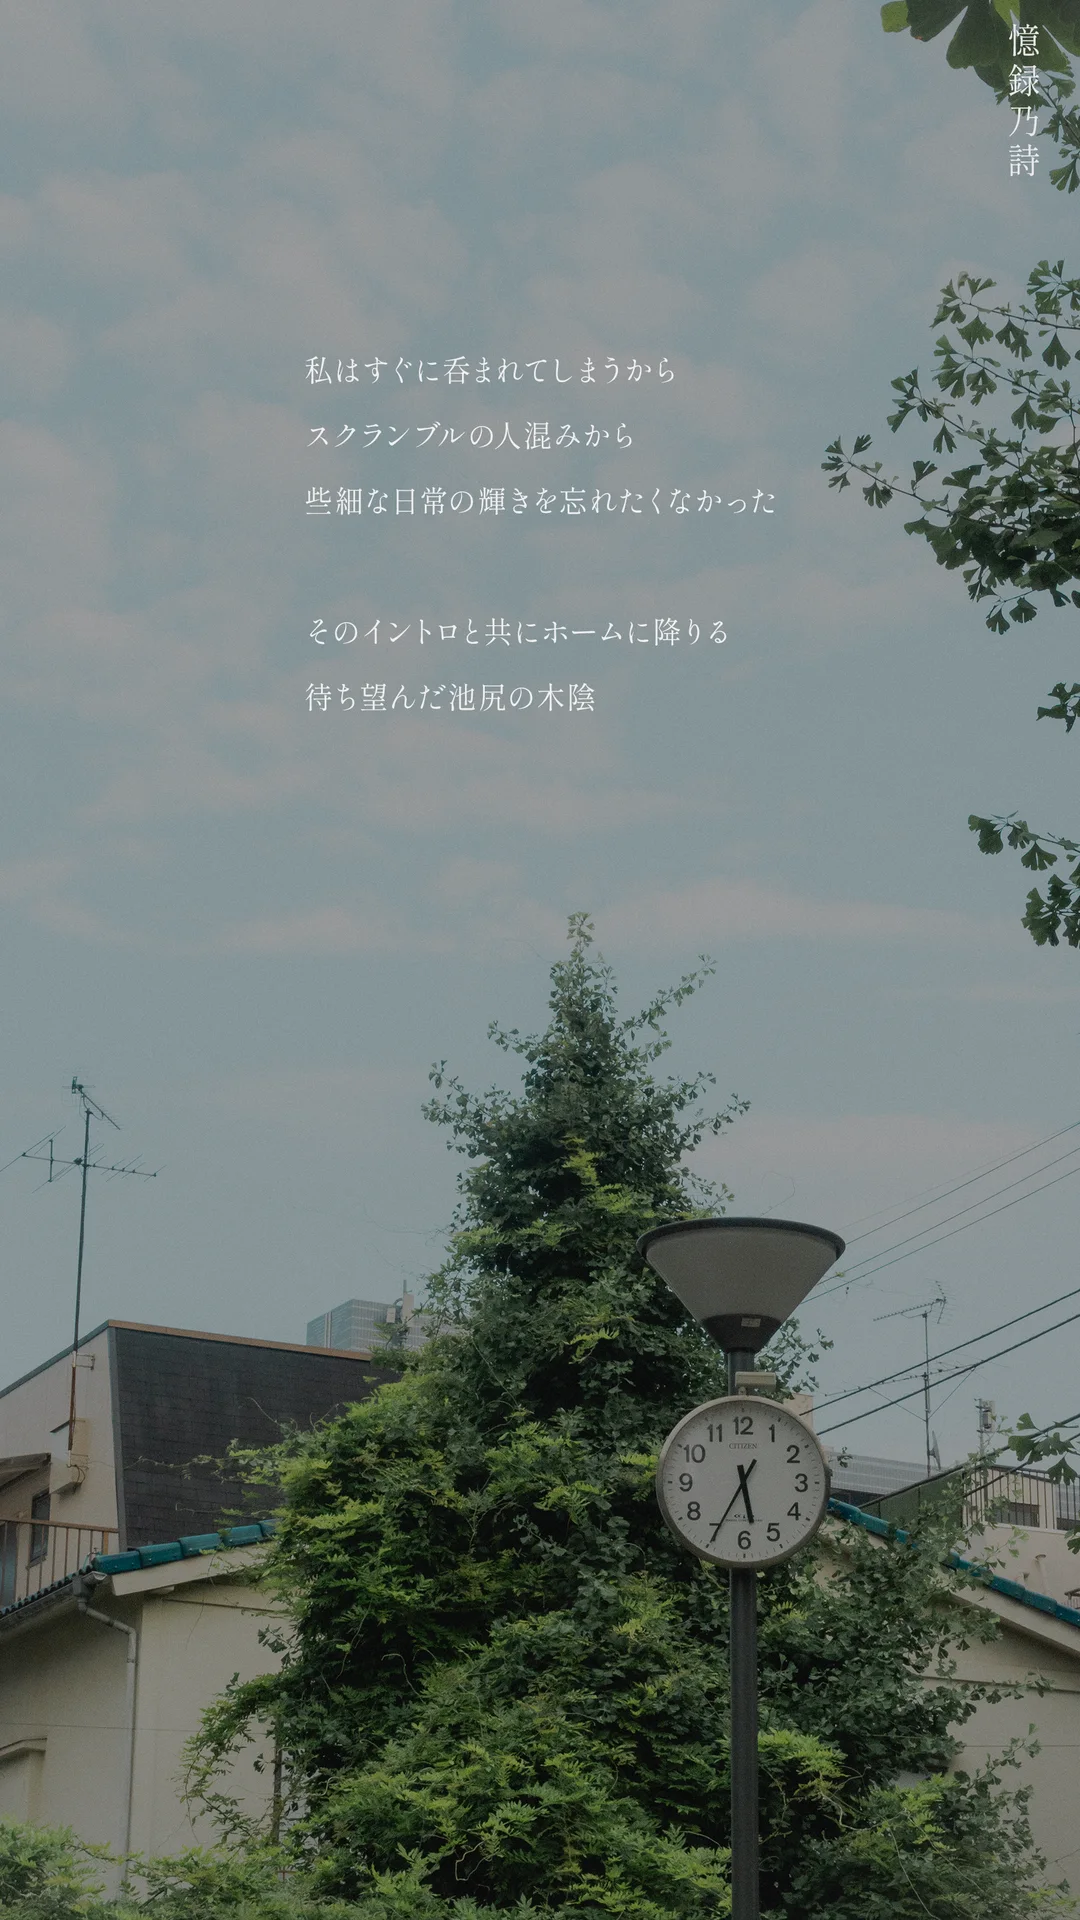 憶録乃詩
私はすぐに呑まれてしまうから
スクランブルの人混みから
些細な日常の輝きを忘れたくなかった
そのイントロと共にホームに降りる
待ち望んだ池尻の木陰
12
11 1
CITIZEN
10 2
9 3
8 4
5
6